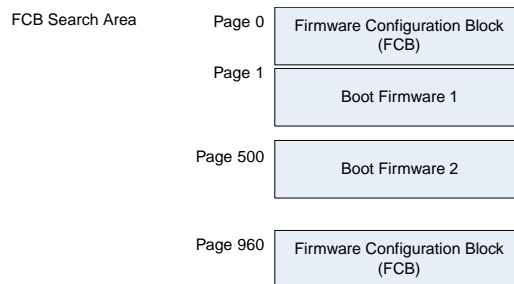 FCB Search Area
Page 0
Firmware Configuration Block
(FCB)
Page 1
Boot Firmware 1
Page 500
Boot Firmware 2
Page 960
Firmware Configuration Block
(FCB)